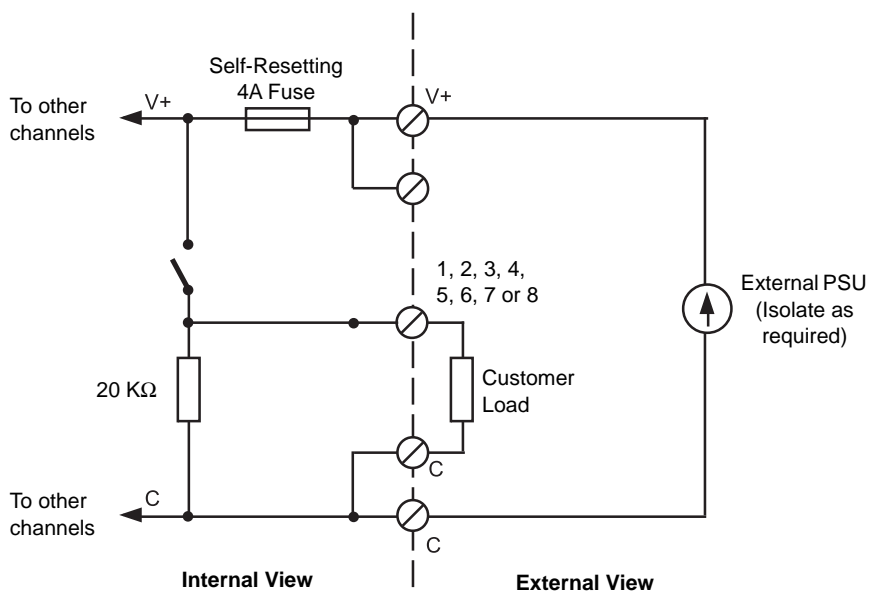 Self-Resetting
4A Fuse
To other
channels
V+
V+
1, 2, 3, 4,
5, 6, 7 or 8
External PSU
(Isolate as
required)
20 KΩ
Customer
Load
C
To other
channels
C
C
Internal View
External View